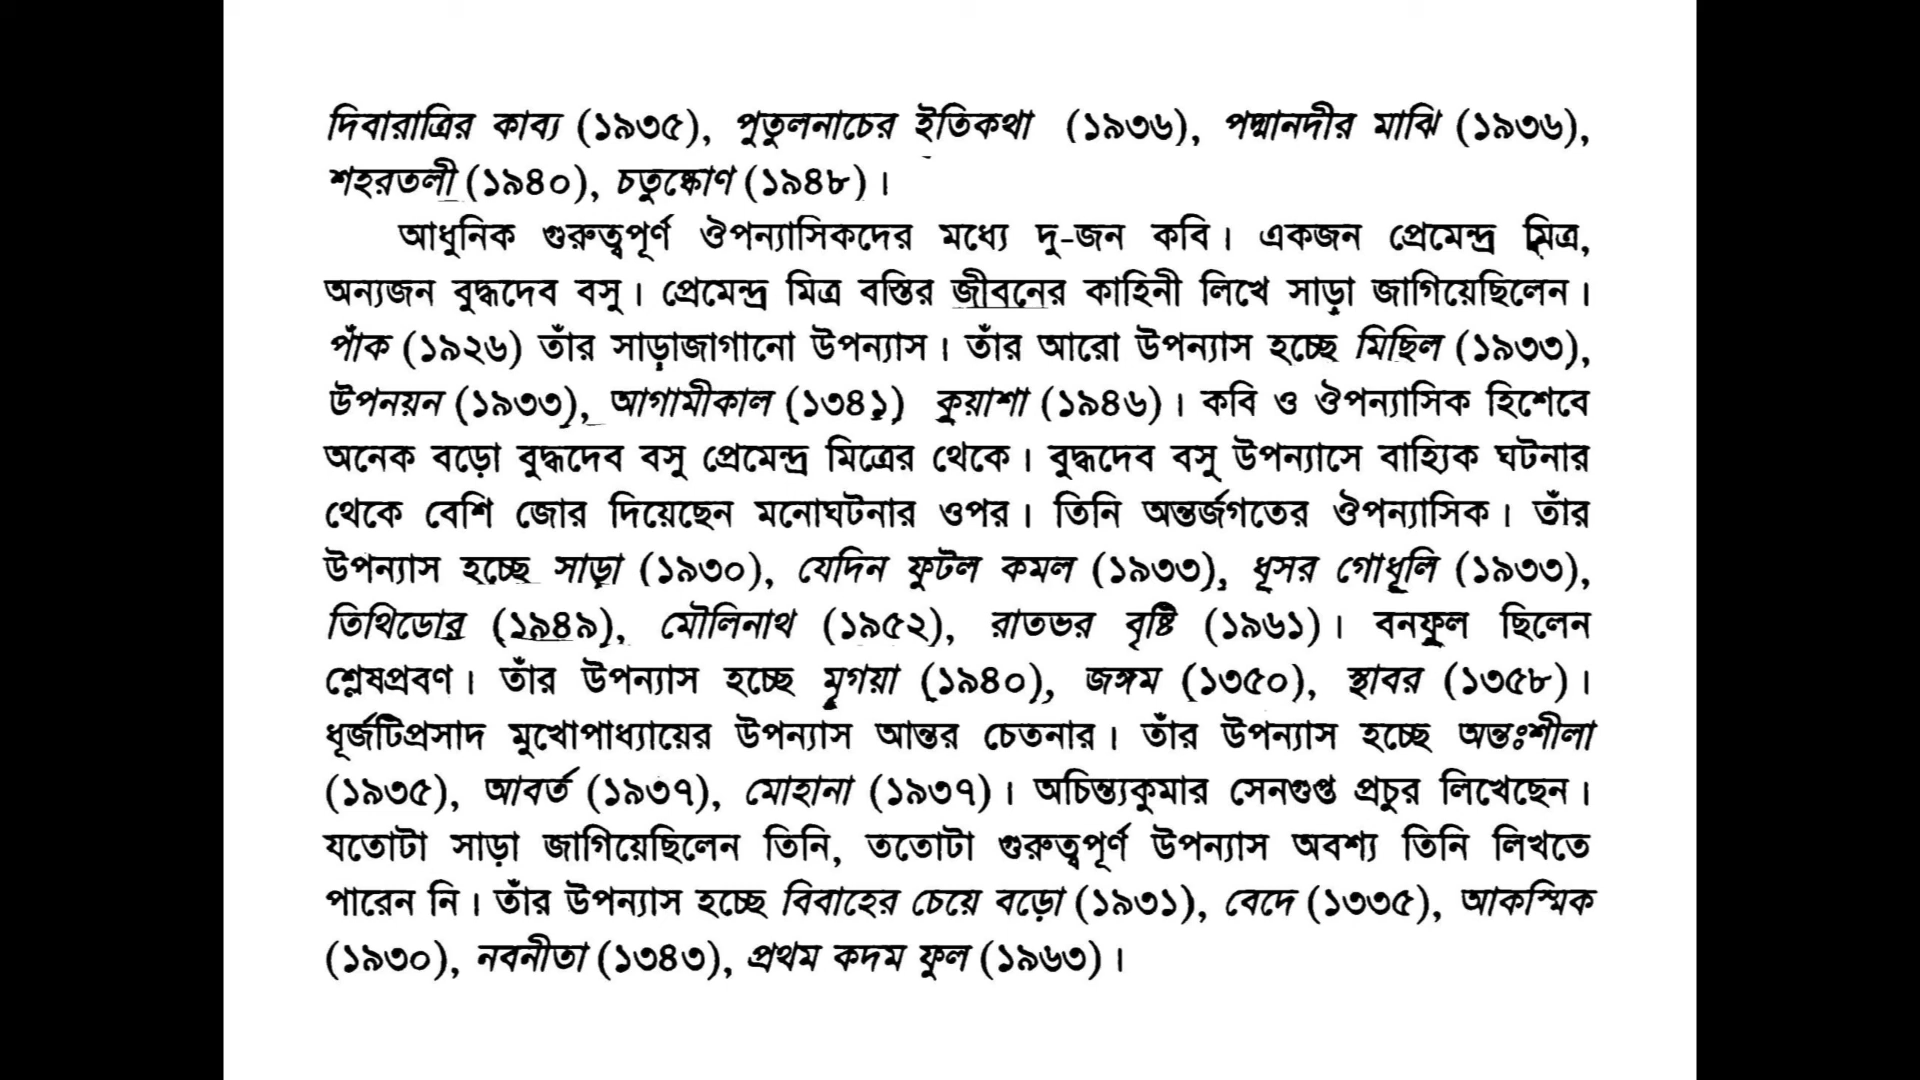 দিবারাত্রির কাব্য (১৯৩৫), পুতুলনাচের ইতিকথা (১৯৩৬), পদ্মানদীর মাঝি (১৯৩৬),
শহরতলী (১৯৪০), চতুষ্কোণ (১৯৪৮)।
আধুনিক গুরুত্বপূর্ণ ঔপন্যাসিকদের মধ্যে দু-জন কবি। একজন প্রেমেন্দ্র মিত্র,
অন্যজন বুদ্ধদেব বসু। প্রেমেন্দ্র মিত্র বস্তির জীবনের কাহিনী লিখে সাড়া জাগিয়েছিলেন।
পাঁক (১৯২৬) তাঁর সাড়াজাগানো উপন্যাস। তাঁর আরো উপন্যাস হচ্ছে মিছিল (১৯৩৩),
উপনয়ন (১৯৩৩), আগামীকাল (১৩৪১) কুয়াশা (১৯৪৬)। কবি ও ঔপন্যাসিক হিশেবে
অনেক বড়ো বুদ্ধদেব বসু প্রেমেন্দ্র মিত্রের থেকে। বুদ্ধদেব বসু উপন্যাসে বাহ্যিক ঘটনার
থেকে বেশি জোর দিয়েছেন মনোঘটনার ওপর। তিনি অন্তর্জগতের ঔপন্যাসিক। তাঁর
উপন্যাস হচ্ছে সাড়া (১৯৩০), যেদিন ফুটল কমল (১৯৩৩), ধূসর গোধূলি (১৯৩৩),
তিথিডোর (১৯৪৯), মৌলিনাথ (১৯৫২), রাতভর বৃষ্টি (১৯৬১)। বনফুল ছিলেন
শ্লেষপ্রবণ। তাঁর উপন্যাস হচ্ছে মৃগয়া (১৯৪০), জঙ্গম (১৩৫০), স্থাবর (১৩৫৮)।
ধূর্জটিপ্রসাদ মুখোপাধ্যায়ের উপন্যাস আন্তর চেতনার। তাঁর উপন্যাস হচ্ছে অন্তঃশীলা
(১৯৩৫), আবর্ত (১৯৩৭), মোহানা (১৯৩৭)। অচিন্ত্যকুমার সেনগুপ্ত প্রচুর লিখেছেন।
যতোটা সাড়া জাগিয়েছিলেন তিনি, ততোটা গুরুত্বপূর্ণ উপন্যাস অবশ্য তিনি লিখতে
পারেন নি। তাঁর উপন্যাস হচ্ছে বিবাহের চেয়ে বড়ো (১৯৩১), বেদে (১৩৩৫), আকস্মিক
(১৯৩০), নবনীতা (১৩৪৩), প্রথম কদম ফুল (১৯৬৩)।